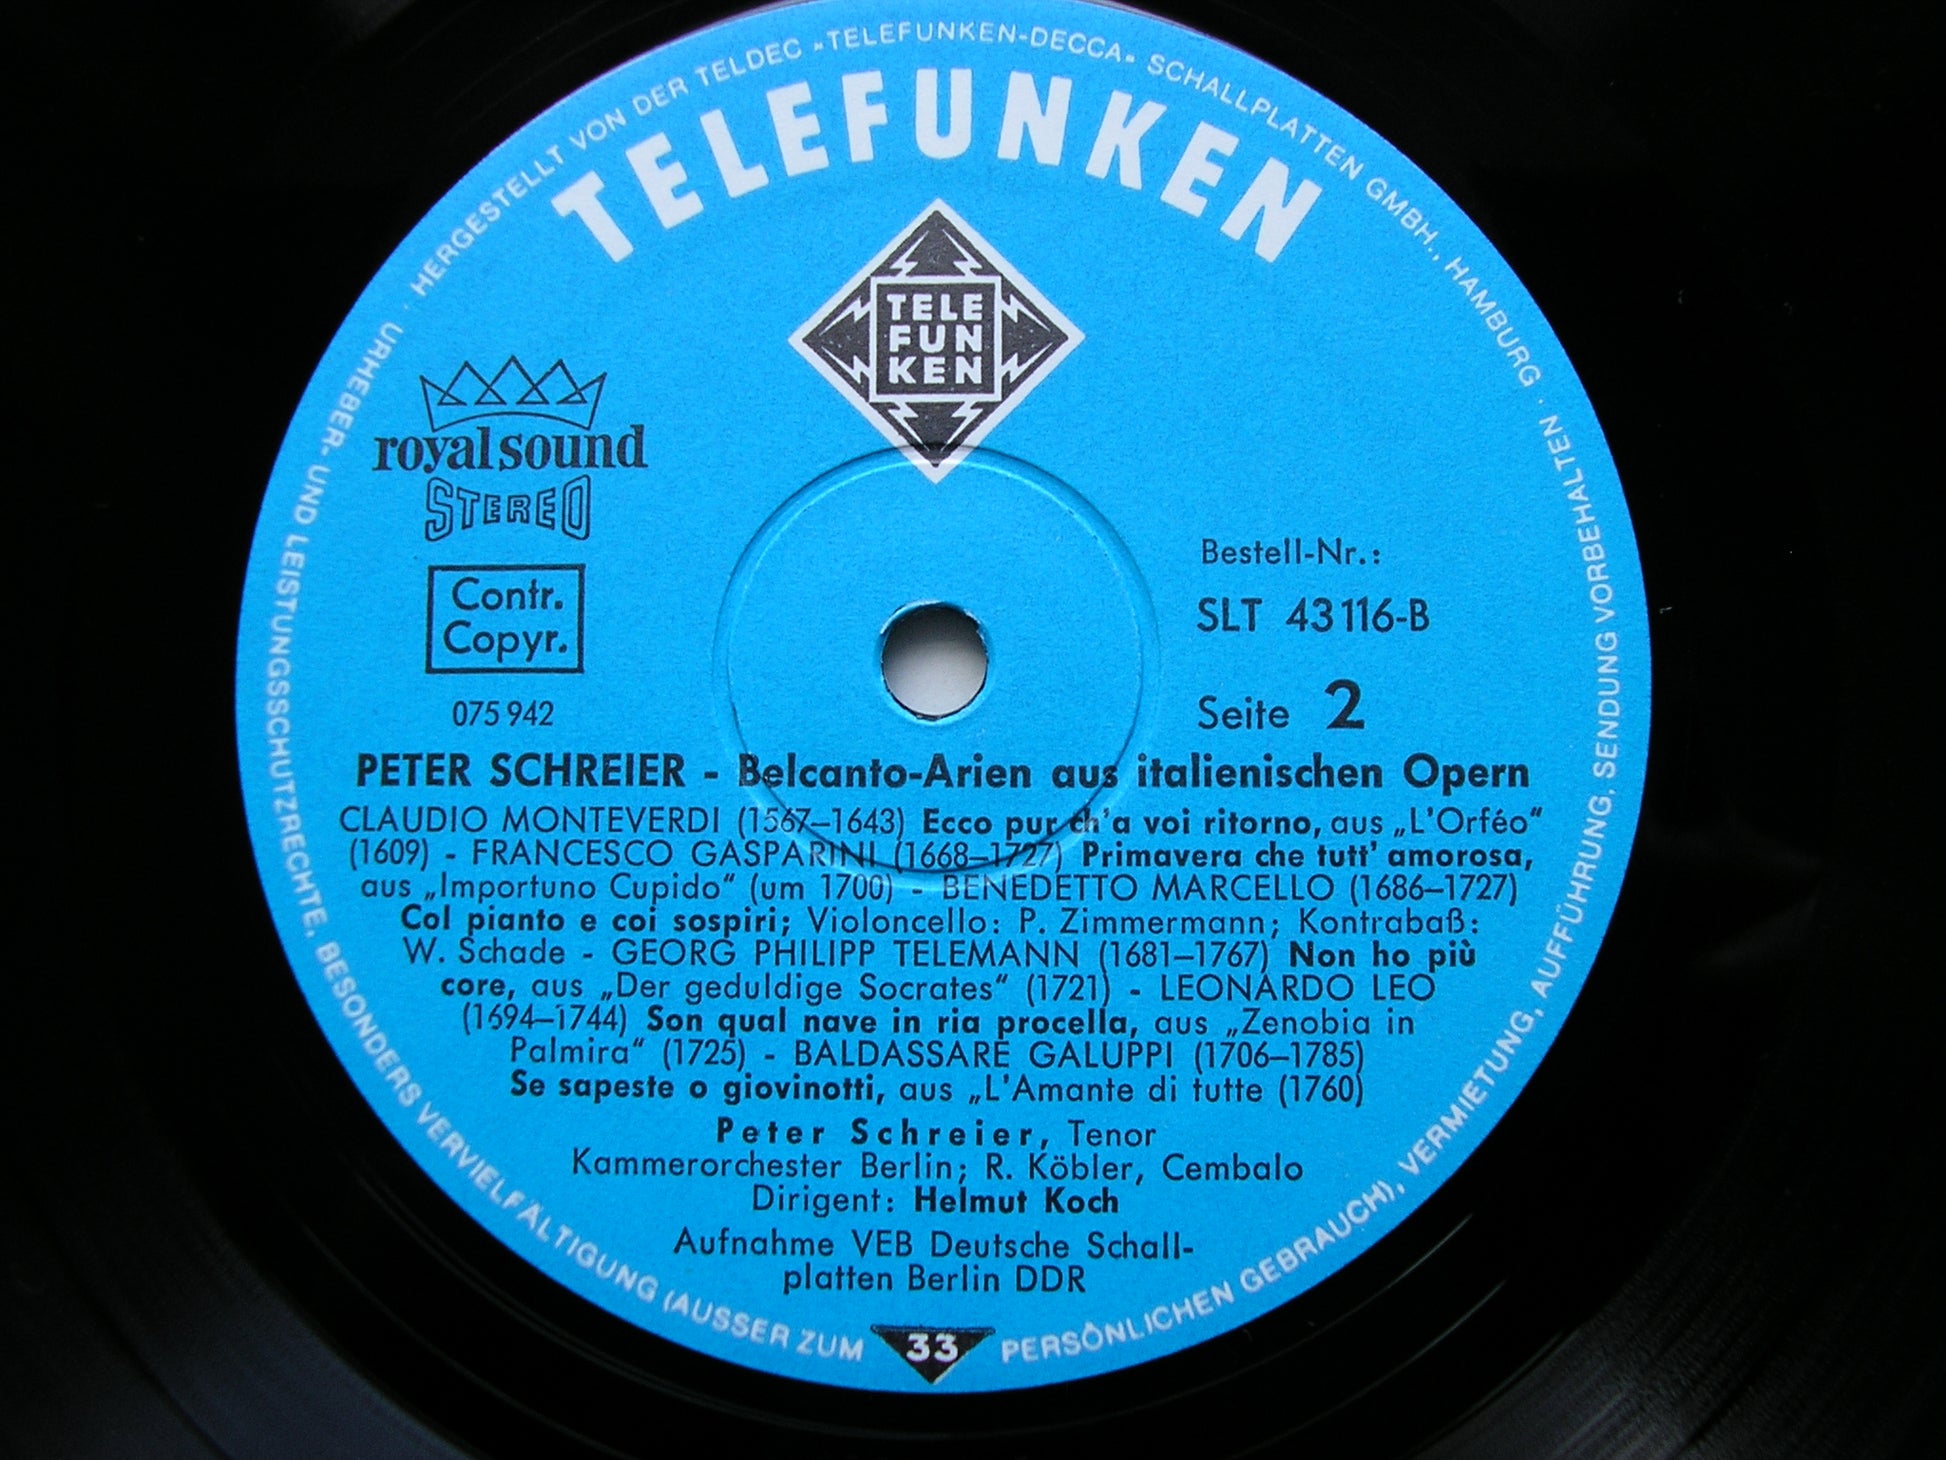 HERGESTELLT VON DER TELDEC »TELEFUNKEN-DECCA« SCHALLPLATTEN GMBH., HAMBURG ·
URHEBER- UND LEISTUNGSSCHUTZRECHTE, BESONDERS VERVIELFÄLTIGUNG (AUSSER ZUM PERSÖNLICHEN GEBRAUCH), VERMIETUNG, AUFFÜHRUNG, SENDUNG VORBEHALTEN ·
TELEFUNKEN
TELE
FUN
KEN
royal sound
STEREO
Contr.
Copyr.
075 942
Bestell-Nr.:
SLT 43 116-B
Seite 2
PETER SCHREIER - Belcanto-Arien aus italienischen Opern
CLAUDIO MONTEVERDI (1567–1643) Ecco pur ch'a voi ritorno, aus „L'Orféo“
(1609) - FRANCESCO GASPARINI (1668–1727) Primavera che tutt' amorosa,
aus „Importuno Cupido“ (um 1700) - BENEDETTO MARCELLO (1686–1727)
Col pianto e coi sospiri; Violoncello: P. Zimmermann; Kontrabaß:
W. Schade - GEORG PHILIPP TELEMANN (1681–1767) Non ho più
core, aus „Der geduldige Socrates“ (1721) - LEONARDO LEO
(1694–1744) Son qual nave in ria procella, aus „Zenobia in
Palmira“ (1725) - BALDASSARE GALUPPI (1706–1785)
Se sapeste o giovinotti, aus „L'Amante di tutte (1760)
Peter Schreier, Tenor
Kammerorchester Berlin; R. Köbler, Cembalo
Dirigent: Helmut Koch
Aufnahme VEB Deutsche Schall-
platten Berlin DDR
33